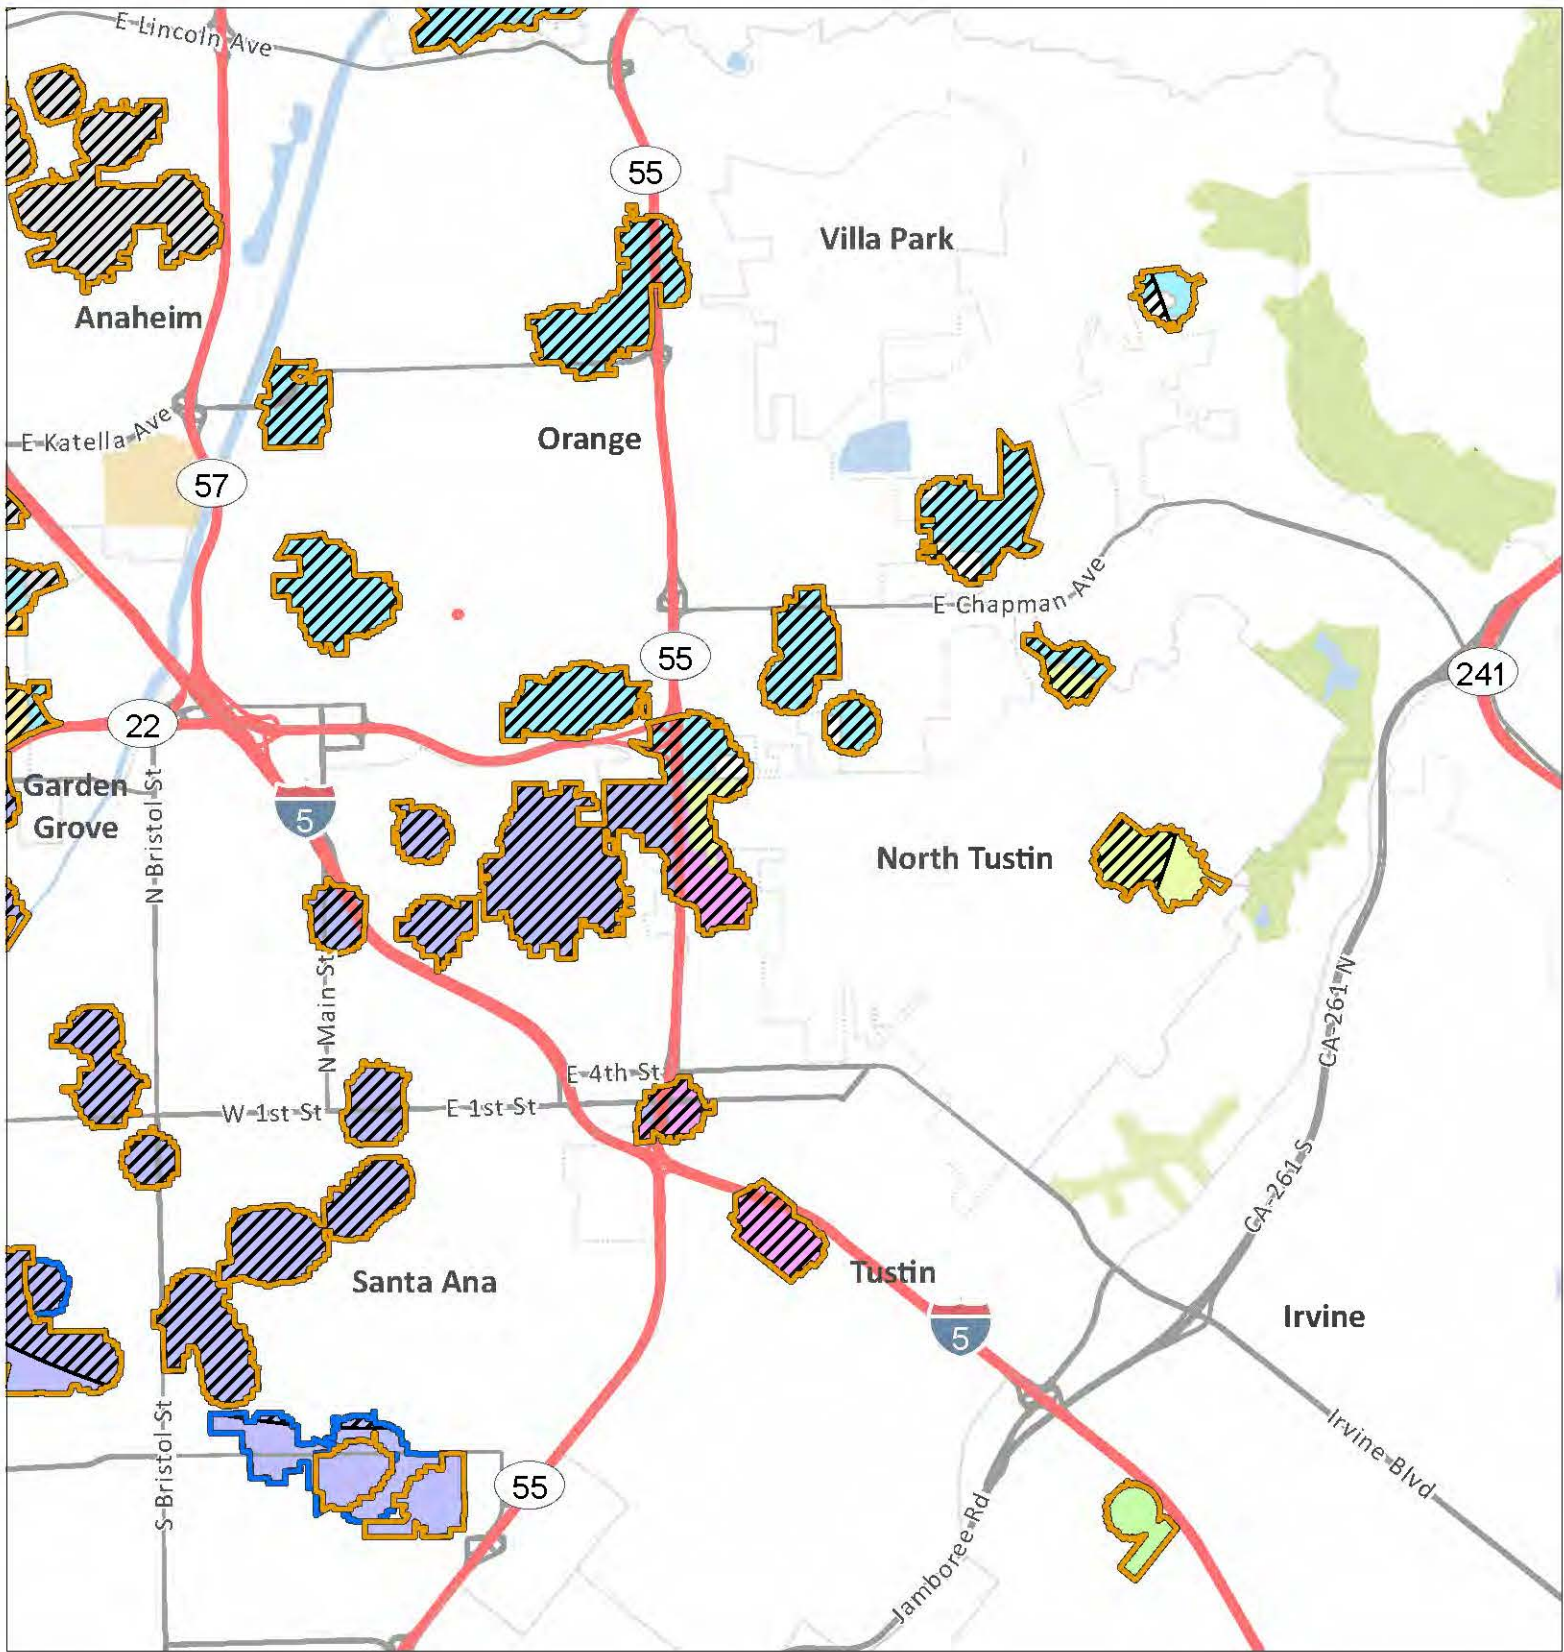 E Lincoln Ave
55
Villa Park
Anaheim
E Katella Ave
Orange
57
E Chapman Ave
55
241
22
Garden
Grove
N Bristol St
5
North Tustin
N Main St
CA-261 N
E 4th St
W 1st St
E 1st St
CA-261 S
Santa Ana
Tustin
5
Irvine
S Bristol St
55
Irvine Blvd
Jamboree Rd